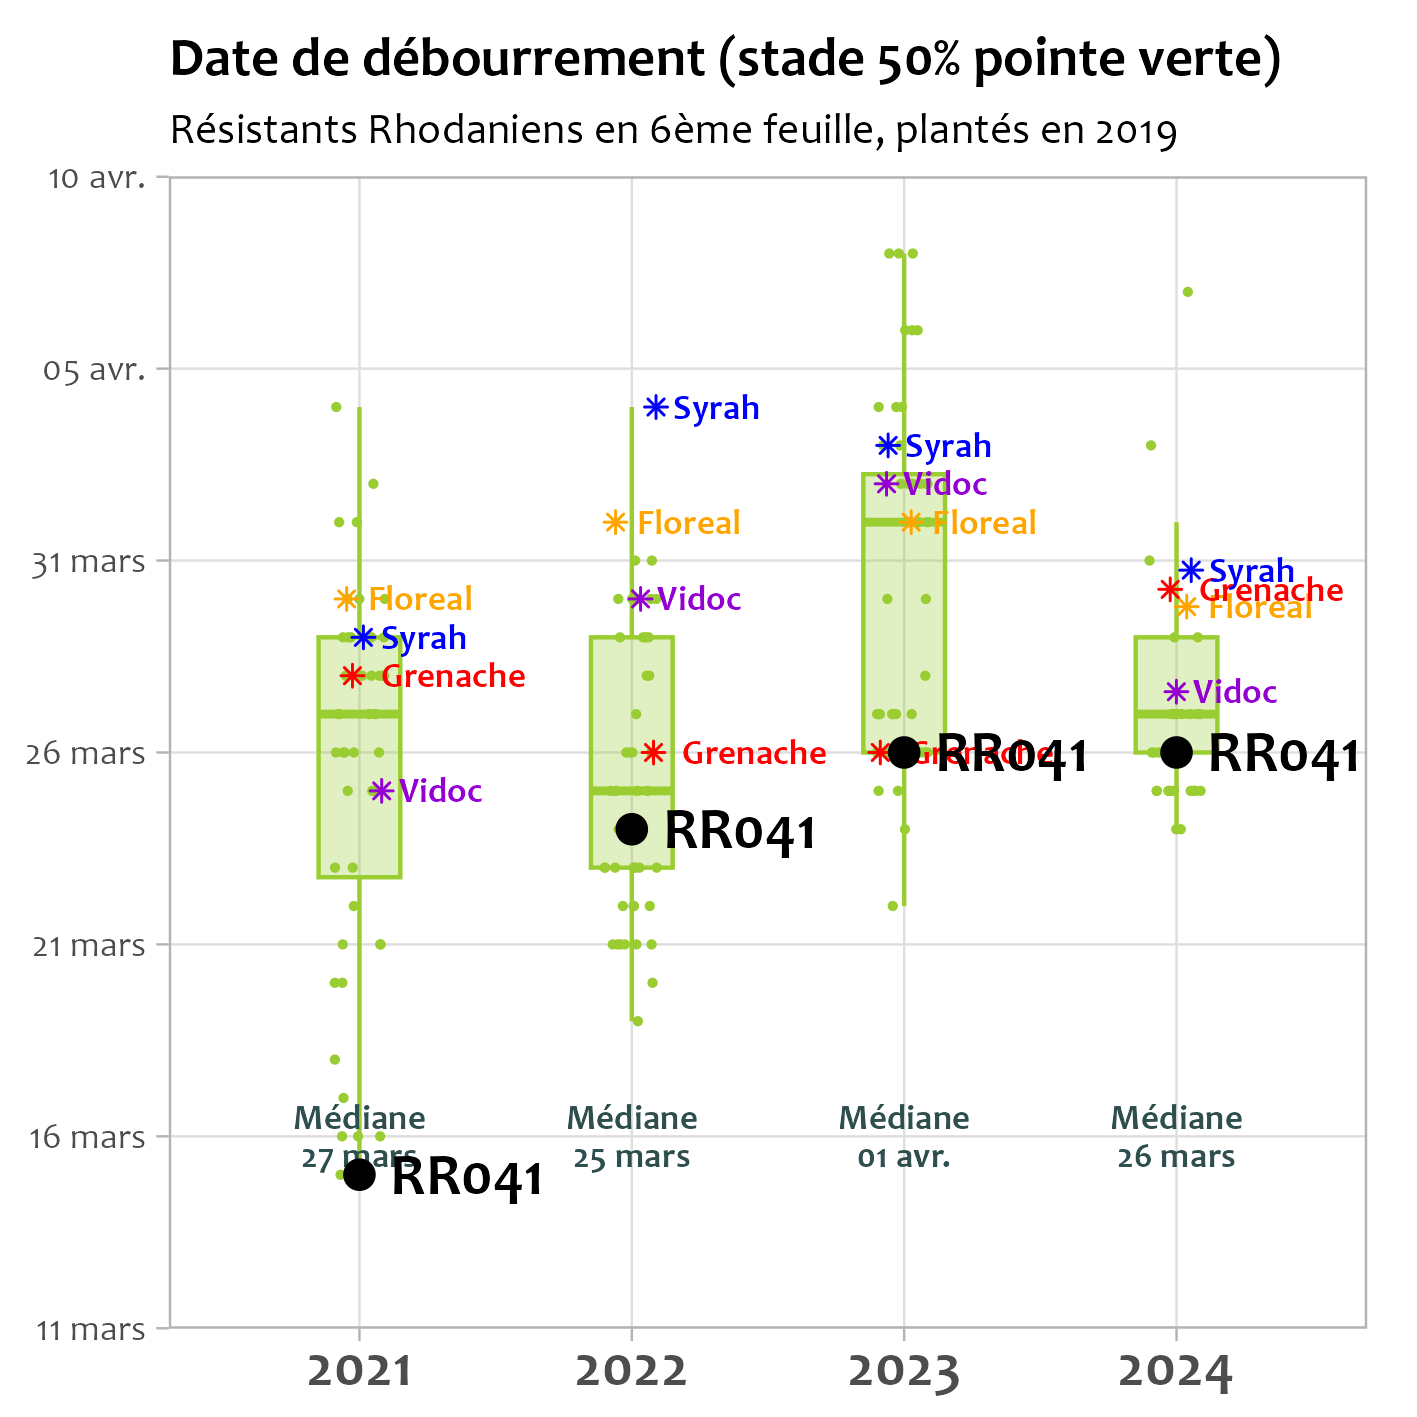 Date de débourrement (stade 50% pointe verte)
Résistants Rhodaniens en 6ème feuille, plantés en 2019
10 avr.
05 avr.
31 mars
26 mars
21 mars
16 mars
11 mars
Floreal
Syrah
Grenache
Vidoc
Médiane
27 mars
RR041
Syrah
Floreal
Vidoc
Grenache
RR041
Médiane
25 mars
Syrah
Vidoc
Floreal
Grenache
RR041
Médiane
01 avr.
Syrah
Grenache
Floreal
Vidoc
RR041
Médiane
26 mars
2021
2022
2023
2024